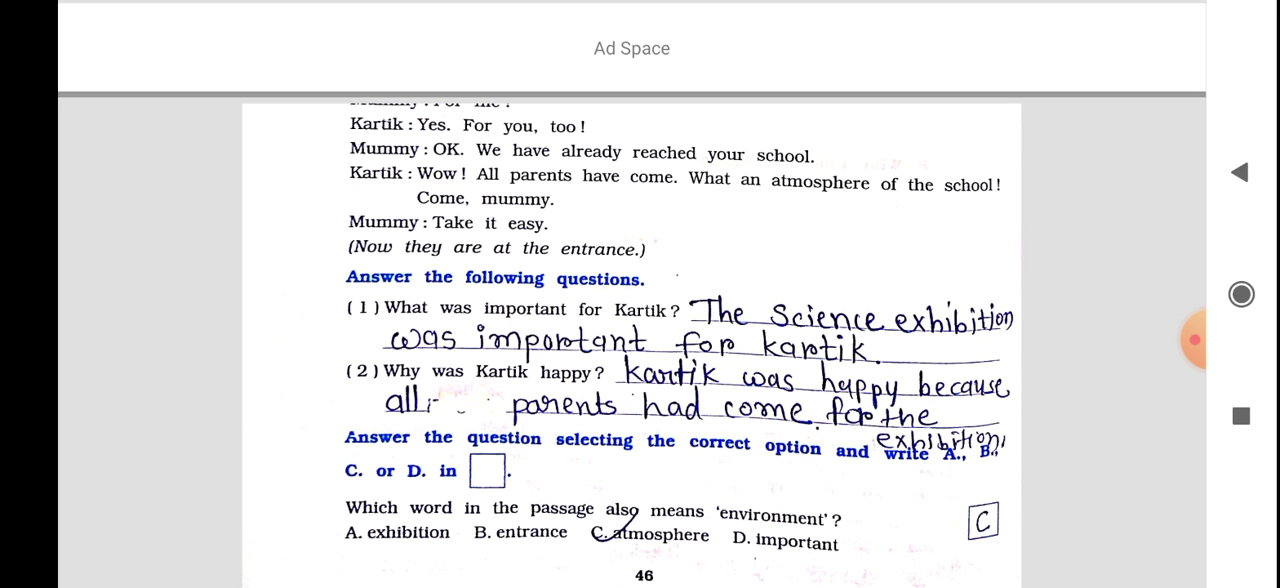 Ad Space
Kartik : Yes. For you, too !
Mummy : OK. We have already reached your school.
Kartik : Wow ! All parents have come. What an atmosphere of the school !
Come, mummy.
Mummy : Take it easy.
(Now they are at the entrance.)
Answer the following questions.
( 1 ) What was important for Kartik ? The Science exhibition
was important for kartik.
( 2 ) Why was Kartik happy ? Kartik was happy because
all parents had come for the
exhibition.
Answer the question selecting the correct option and write A., B.,
C. or D. in .
Which word in the passage also means 'environment' ? C
A. exhibition B. entrance C. atmosphere D. important
46